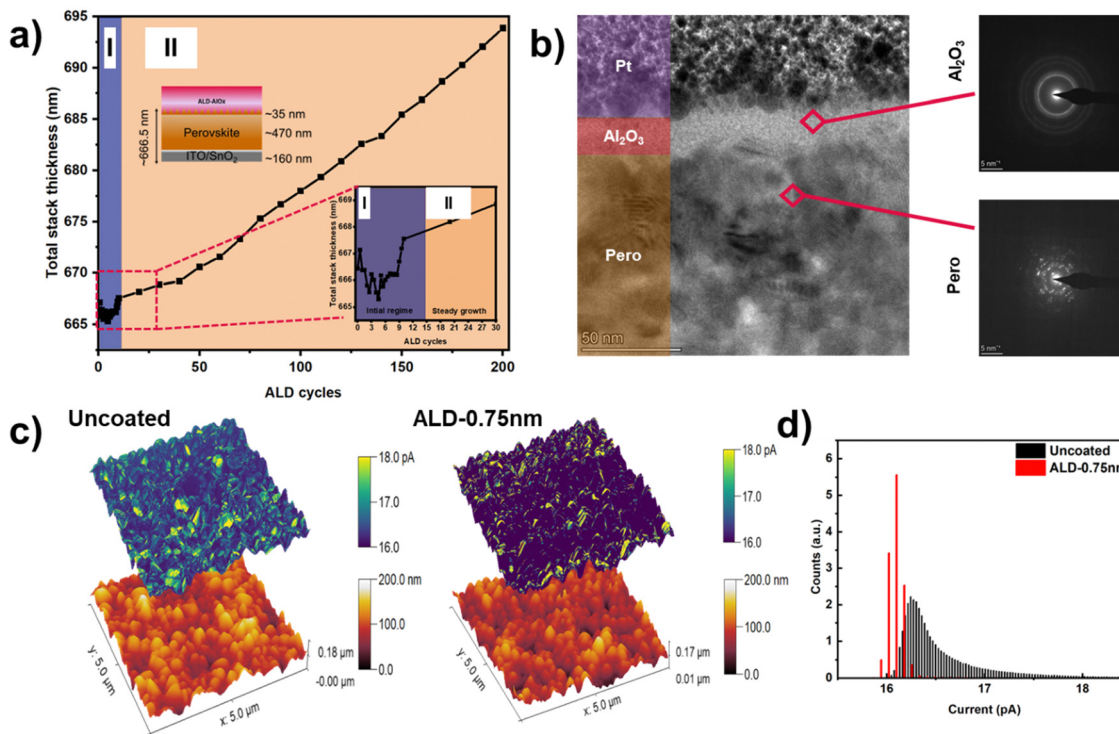 a)
I
II
695
690
685
680
675
670
665
Total stack thickness (nm)
0
50
100
150
200
ALD cycles
ALD-AlOx
Perovskite
ITO/SnO₂
~35 nm
~470 nm
~160 nm
~666.5nm
I
II
669
668
667
666
665
Total stack thickness (nm)
Intial regime
Steady growth
0 3 6 9 12 15 18 21 24 27 30
ALD cycles
b)
Pt
Al₂O₃
Pero
50 nm
Al₂O₃
5 nm⁻¹
Pero
5 nm⁻¹
c)
Uncoated
18.0 pA
17.0
16.0
200.0 nm
100.0
0.0
0.18 µm
-0.00 µm
y: 5.0 µm
x: 5.0 µm
ALD-0.75nm
18.0 pA
17.0
16.0
200.0 nm
100.0
0.0
0.17 µm
0.01 µm
y: 5.0 µm
x: 5.0 µm
d)
Uncoated
ALD-0.75nm
6
5
4
3
2
1
0
Counts (a.u.)
16
17
18
Current (pA)